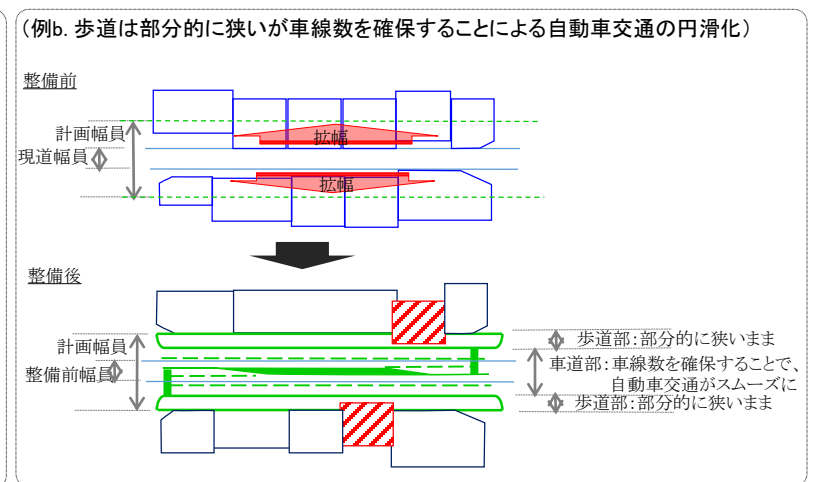 (例b. 歩道は部分的に狭いが車線数を確保することによる自動車交通の円滑化)
整備前
計画幅員
現道幅員
拡幅
拡幅
整備後
計画幅員
整備前幅員
歩道部:部分的に狭いまま
車道部:車線数を確保することで、
自動車交通がスムーズに
歩道部:部分的に狭いまま